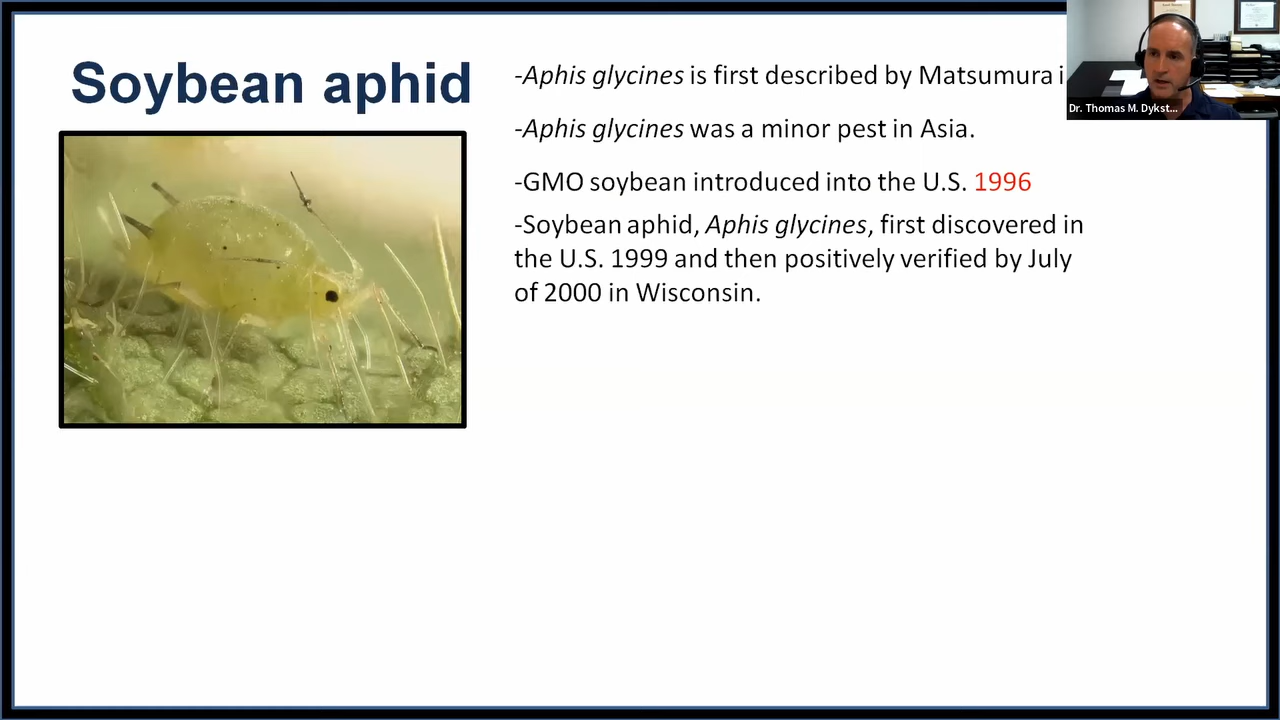 Soybean aphid
-Aphis glycines is first described by Matsumura i
-Aphis glycines was a minor pest in Asia.
-GMO soybean introduced into the U.S. 1996
-Soybean aphid, Aphis glycines, first discovered in
the U.S. 1999 and then positively verified by July
of 2000 in Wisconsin.
Dr. Thomas M. Dykst...